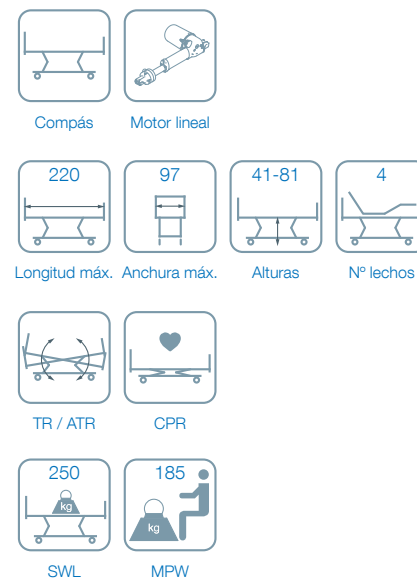 Compás
Motor lineal
220
97
41-81
4
Longitud máx.
Anchura máx.
Alturas
Nº lechos
TR / ATR
CPR
250
kg
185
kg
SWL
MPW